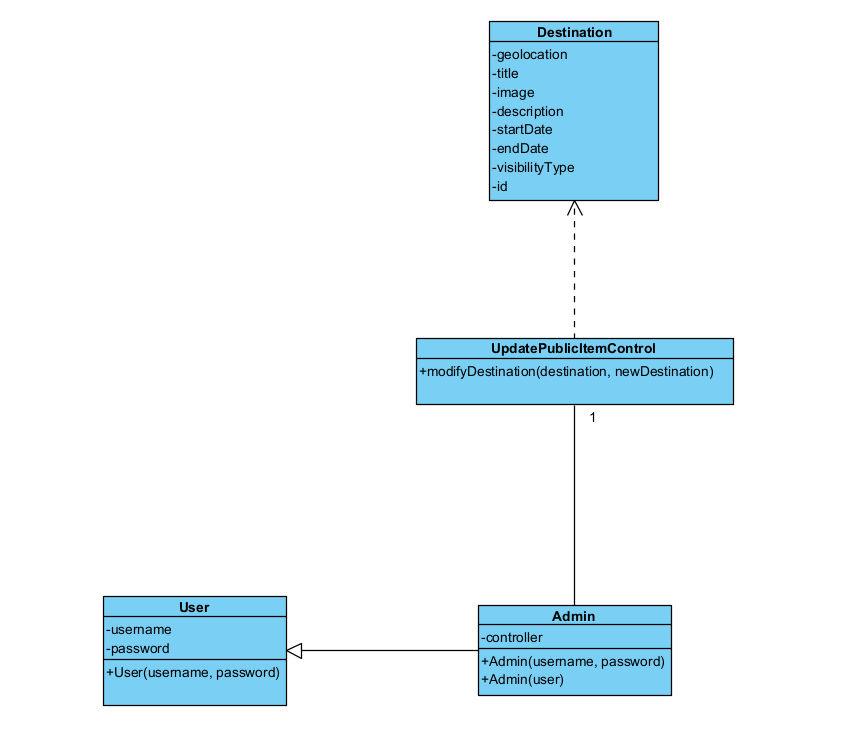 Destination
-geolocation
-title
-image
-description
-startDate
-endDate
-visibilityType
-id
UpdatePublicItemControl
+modifyDestination(destination, newDestination)
1
User
-username
-password
+User(username, password)
Admin
-controller
+Admin(username, password)
+Admin(user)